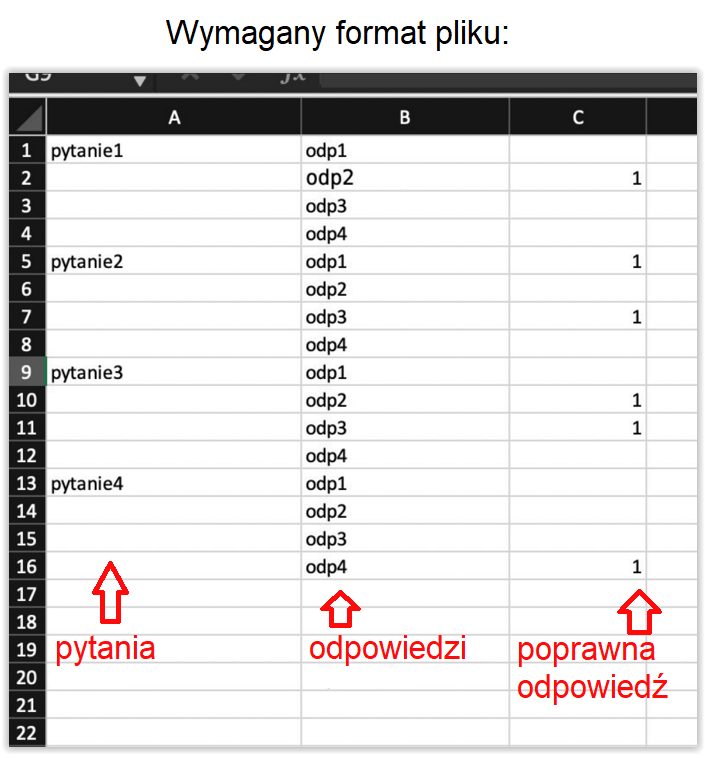 Wymagany format pliku:
G9 fx
A B C
1 pytanie1 odp1
2 odp2 1
3 odp3
4 odp4
5 pytanie2 odp1 1
6 odp2
7 odp3 1
8 odp4
9 pytanie3 odp1
10 odp2 1
11 odp3 1
12 odp4
13 pytanie4 odp1
14 odp2
15 odp3
16 odp4 1
17
18
19 pytania odpowiedzi poprawna
20 odpowiedź
21
22